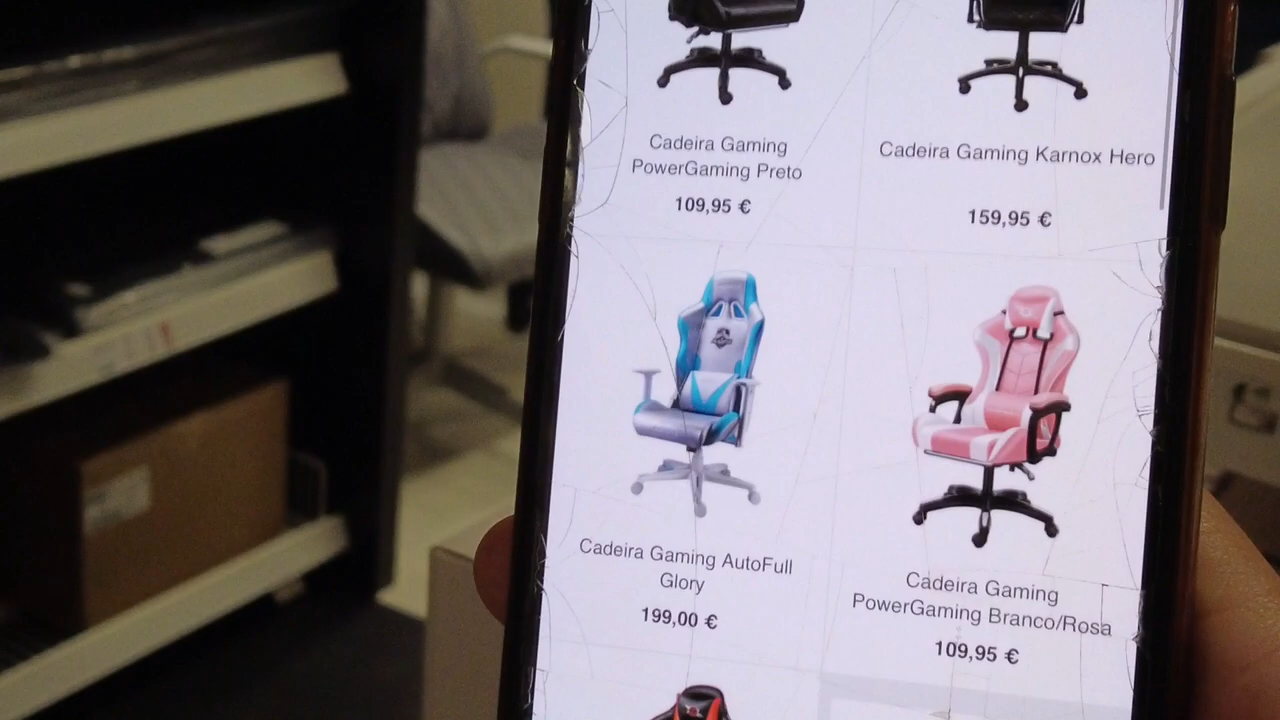 Cadeira Gaming
PowerGaming Preto
109,95 €
Cadeira Gaming Karnox Hero
159,95 €
Cadeira Gaming AutoFull
Glory
199,00 €
Cadeira Gaming
PowerGaming Branco/Rosa
109,95 €